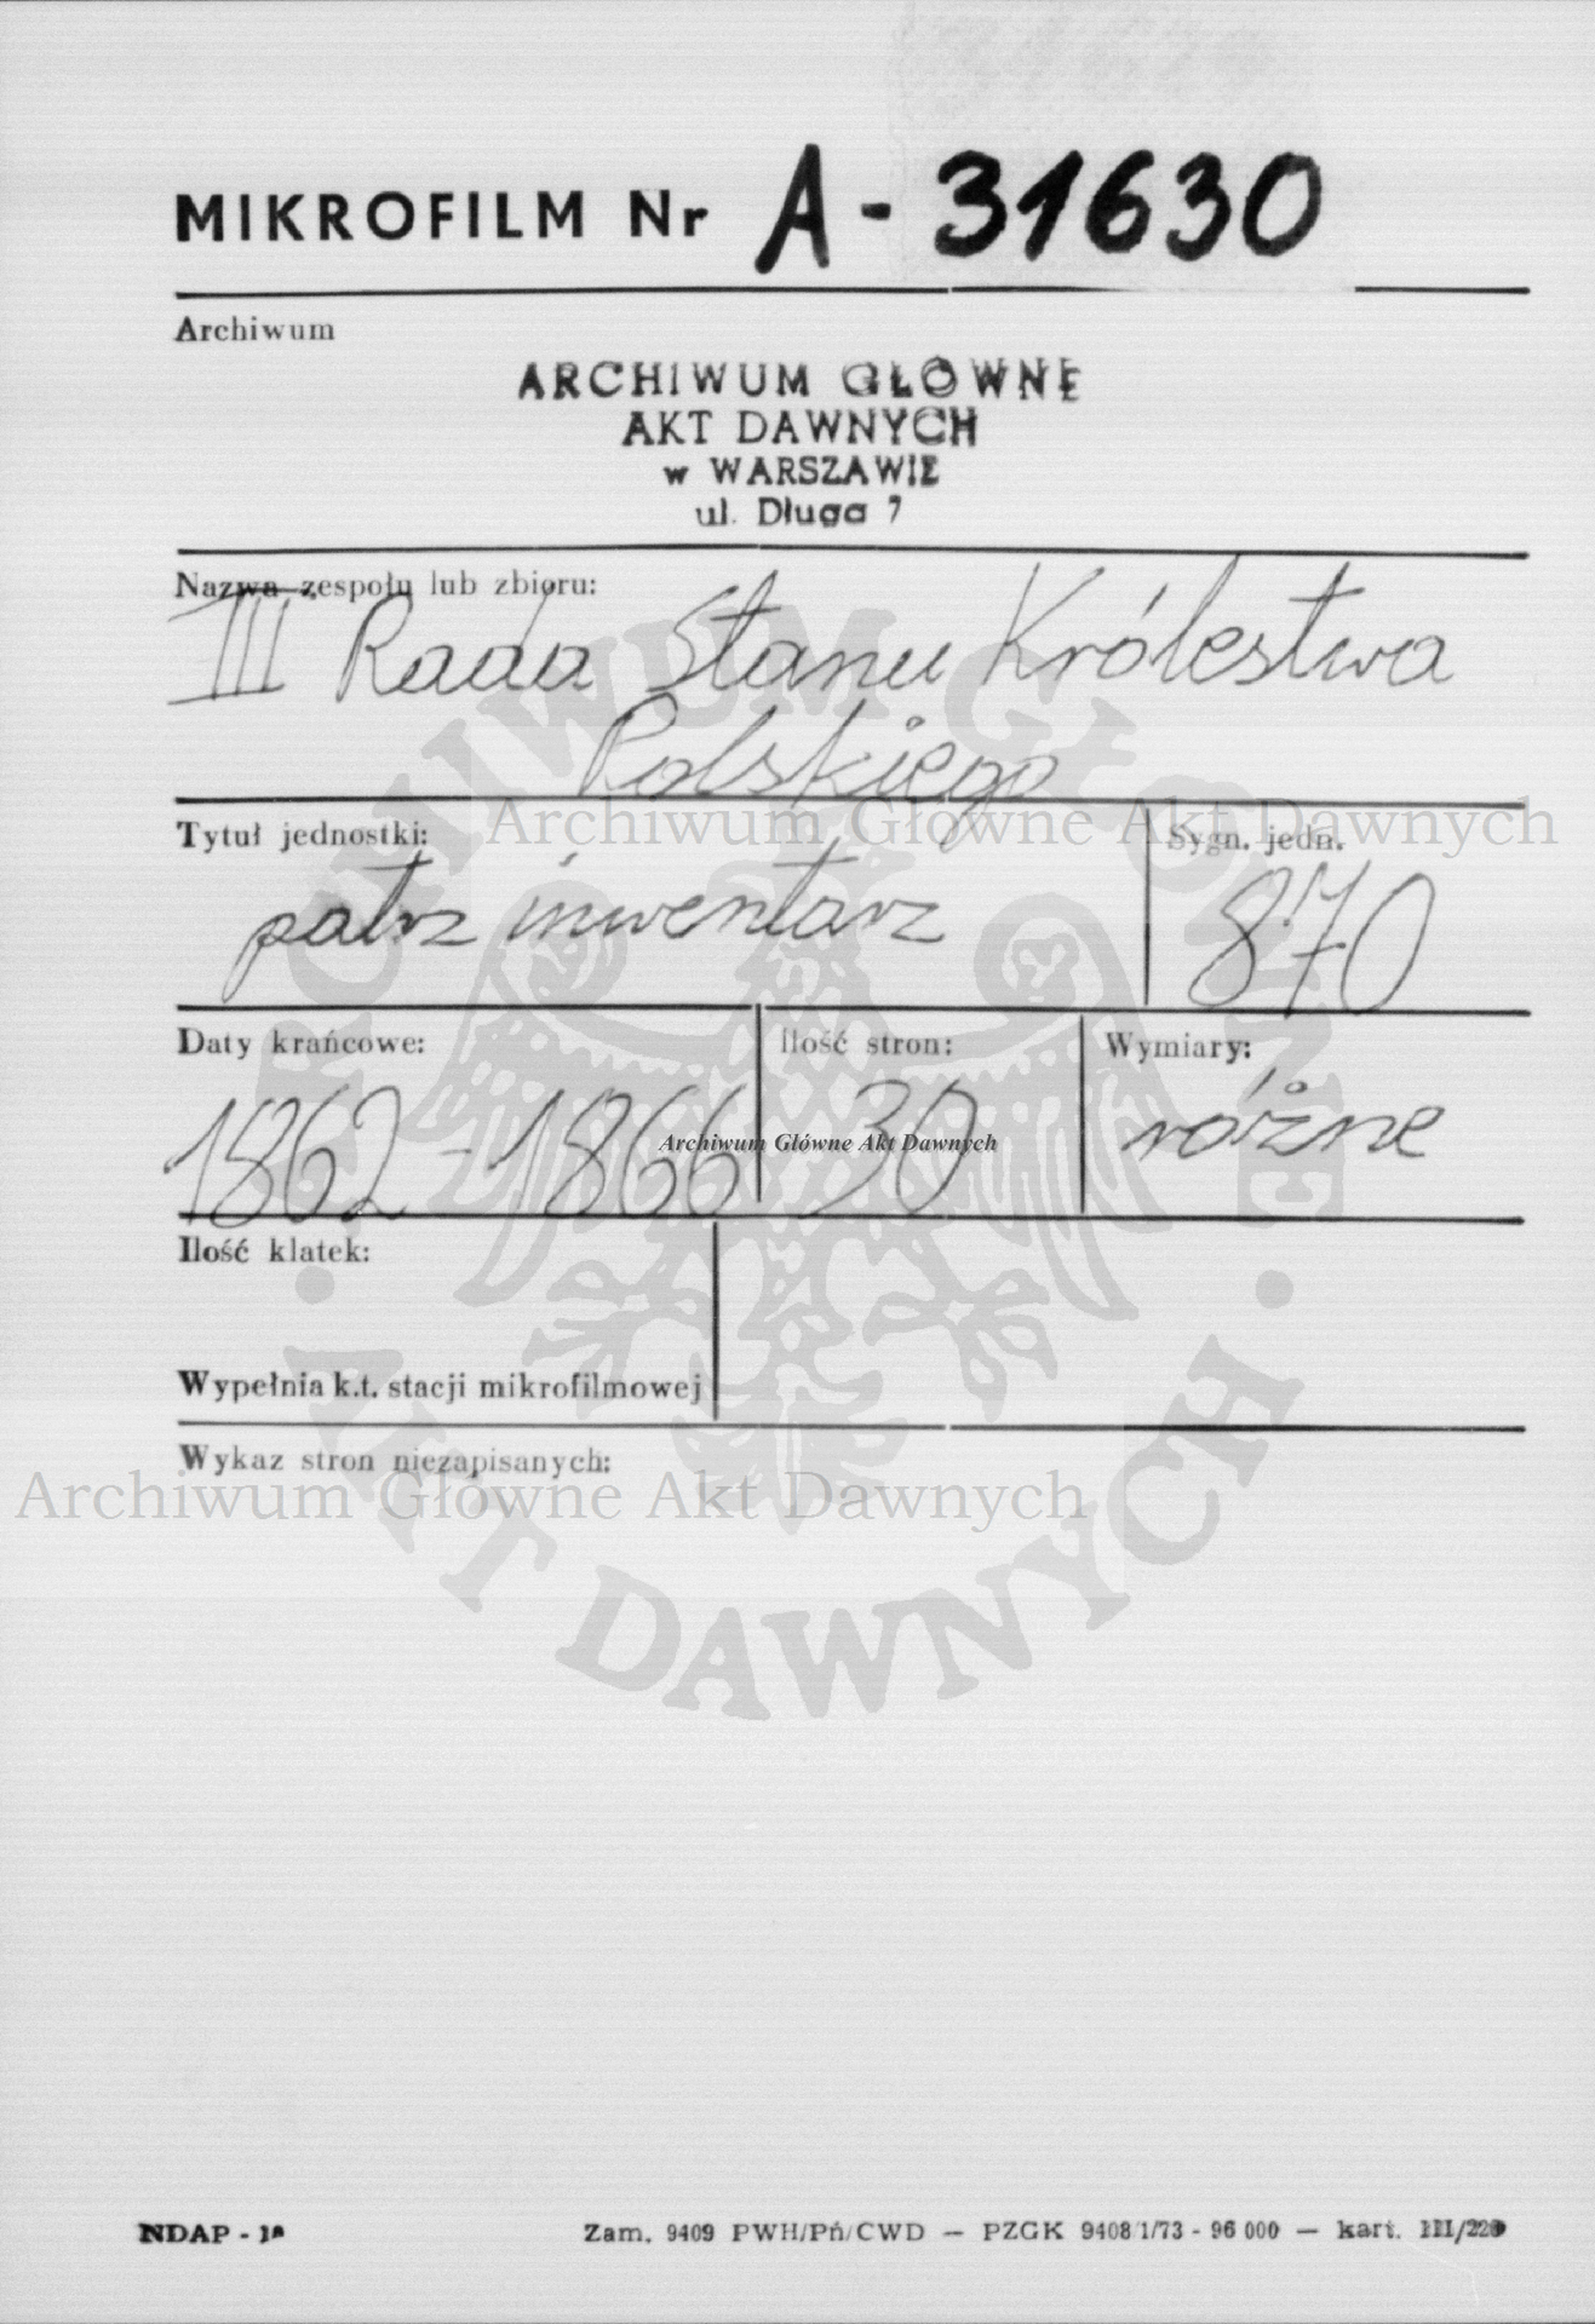 MIKROFILM Nr A - 31630
Archiwum
ARCHIWUM GŁÓWNE
AKT DAWNYCH
w WARSZAWIE
ul. Długa 7
Nazwa zespołu lub zbioru:
III Rada Stanu Królestwa
Polskiego
Archiwum Główne Akt Dawnych
Tytuł jednostki:
Sygn. jedn.
patrz inwentarz
870
Daty krańcowe:
Ilość stron:
Wymiary:
1862 - 1866
30
różne
Archiwum Główne Akt Dawnych
Ilość klatek:
Wypełnia k.t. stacji mikrofilmowej
Wykaz stron niezapisanych:
Archiwum Główne Akt Dawnych
ARCHIWUM GŁÓWNE
· AKT DAWNYCH ·
NDAP - 1a
Zam. 9409 PWH/Pń/CWD — PZGK 9408/1/73 - 96 000 — kart. III/220